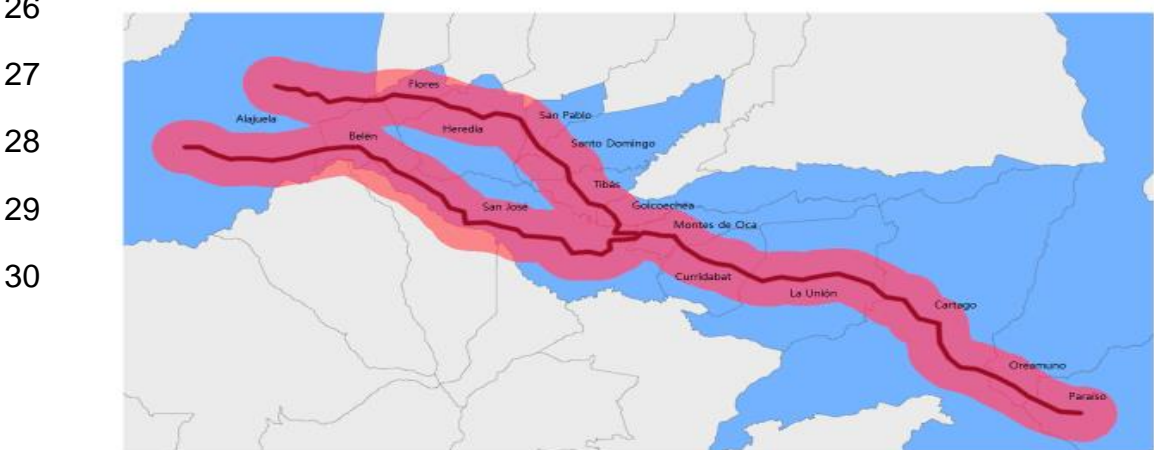 26
27
28
29
30
Flores
Alajuela
San Pablo
Heredia
Belén
Santo Domingo
Tibás
San José
Goicoechea
Montes de Oca
Curridabat
La Unión
Cartago
Oreamuno
Paraíso